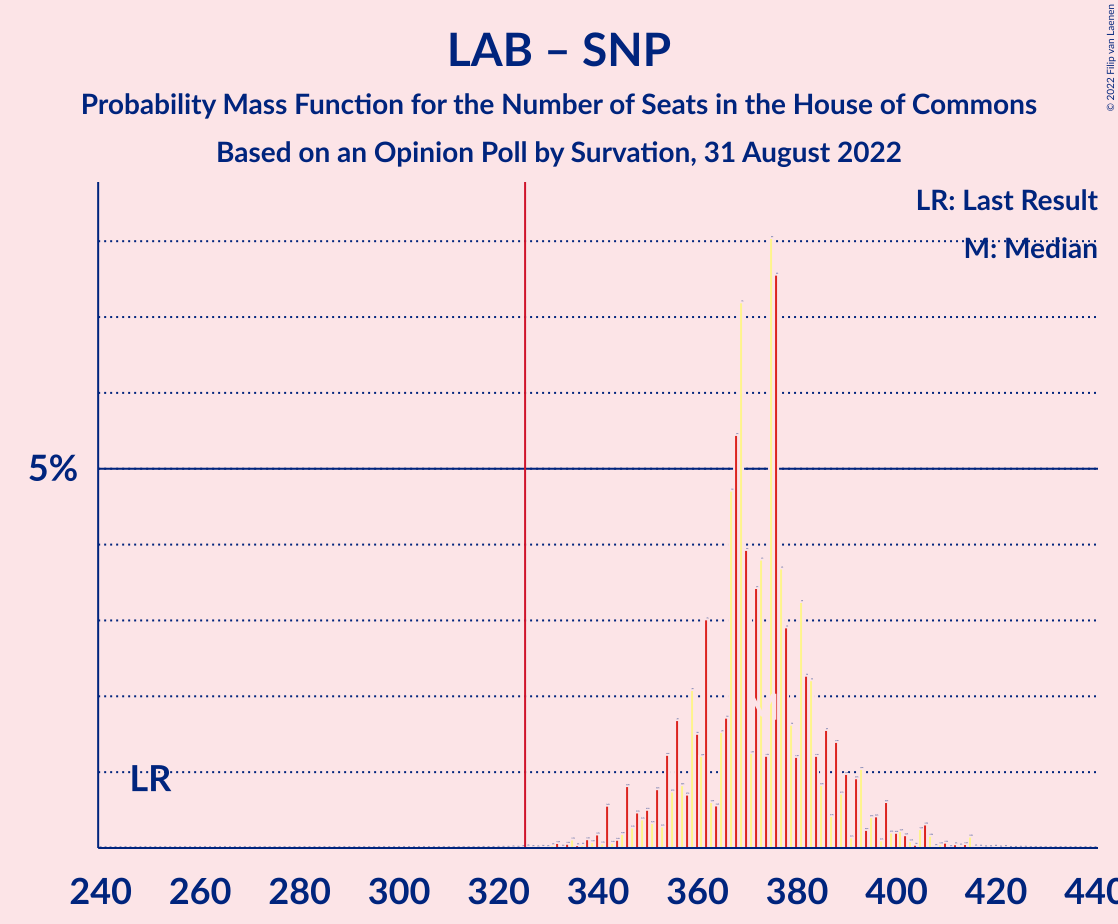 LAB – SNP
Probability Mass Function for the Number of Seats in the House of Commons
Based on an Opinion Poll by Survation, 31 August 2022
© 2022 Filip van Laenen
LR: Last Result
M: Median
5%
LR
240 260 280 300 320 340 360 380 400 420 440